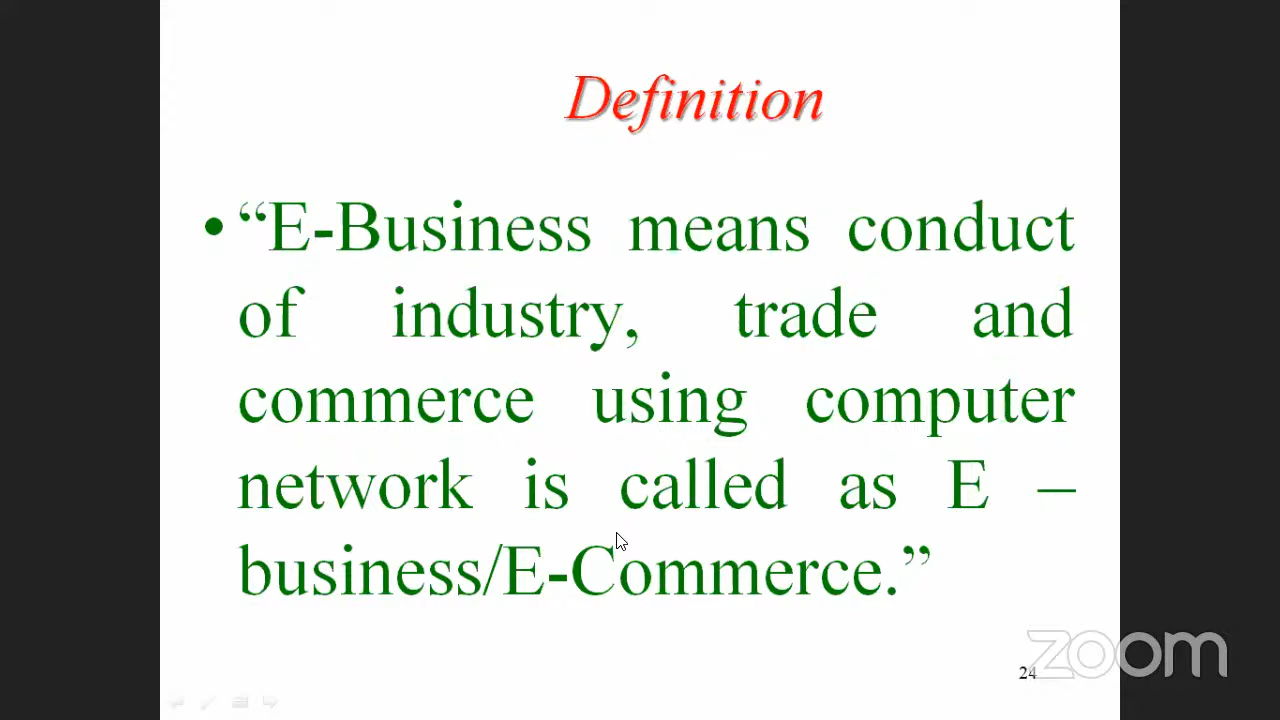 Definition
• “E-Business means conduct
of industry, trade and
commerce using computer
network is called as E –
business/E-Commerce.”
zoom
24